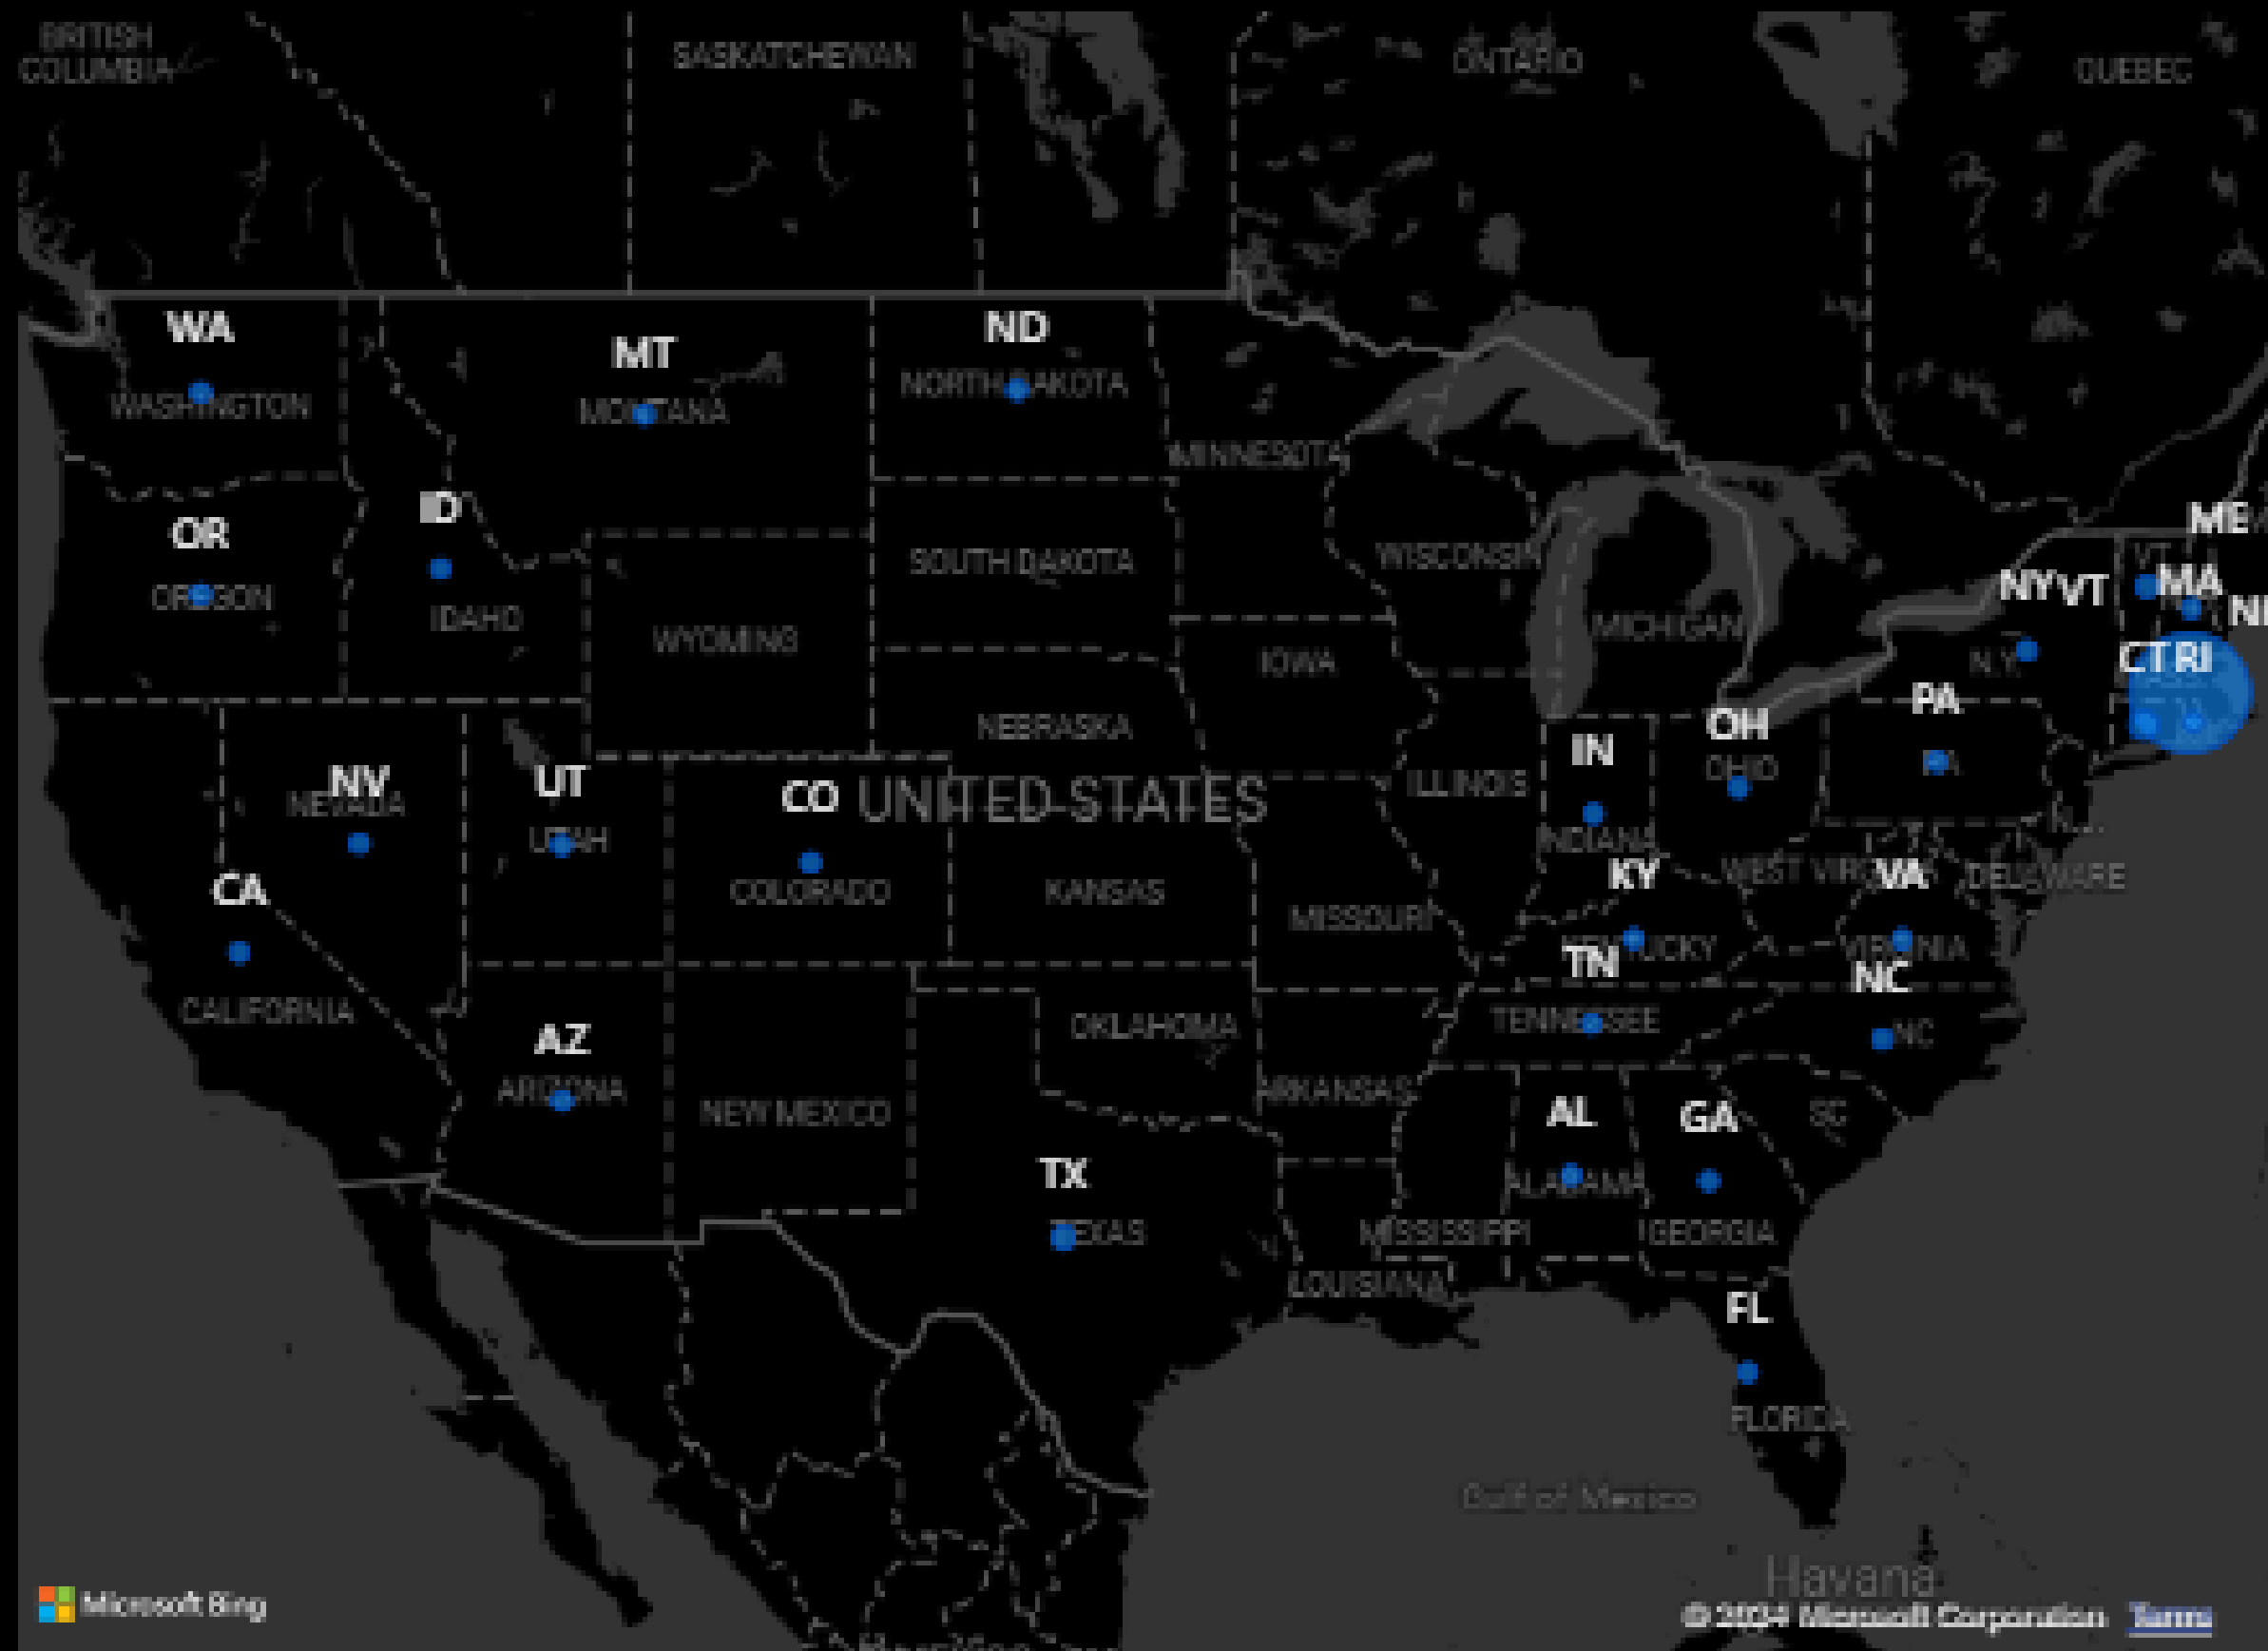 BRITISH
COLUMBIA
SASKATCHEWAN
ONTARIO
QUEBEC
WA
WASHINGTON
MT
MONTANA
ND
NORTH DAKOTA
MINNESOTA
ID
IDAHO
OR
OREGON
SOUTH DAKOTA
WISCONSIN
ME
VT
MA
NY
VT
N.Y.
WYOMING
IOWA
MICHIGAN
CT
RI
NEBRASKA
PA
OH
OHIO
IN
INDIANA
NV
NEVADA
UT
UTAH
CO
COLORADO
UNITED STATES
ILLINOIS
KANSAS
MISSOURI
KY
KENTUCKY
WEST VIRG
VA
VIRGINIA
DELAWARE
CA
CALIFORNIA
TN
TENNESSEE
NC
NC
AZ
ARIZONA
NEW MEXICO
OKLAHOMA
ARKANSAS
AL
ALABAMA
GA
GEORGIA
SC
TX
TEXAS
MISSISSIPPI
LOUISIANA
FL
FLORIDA
Gulf of Mexico
Havana
Microsoft Bing
© 2024 Microsoft Corporation Terms